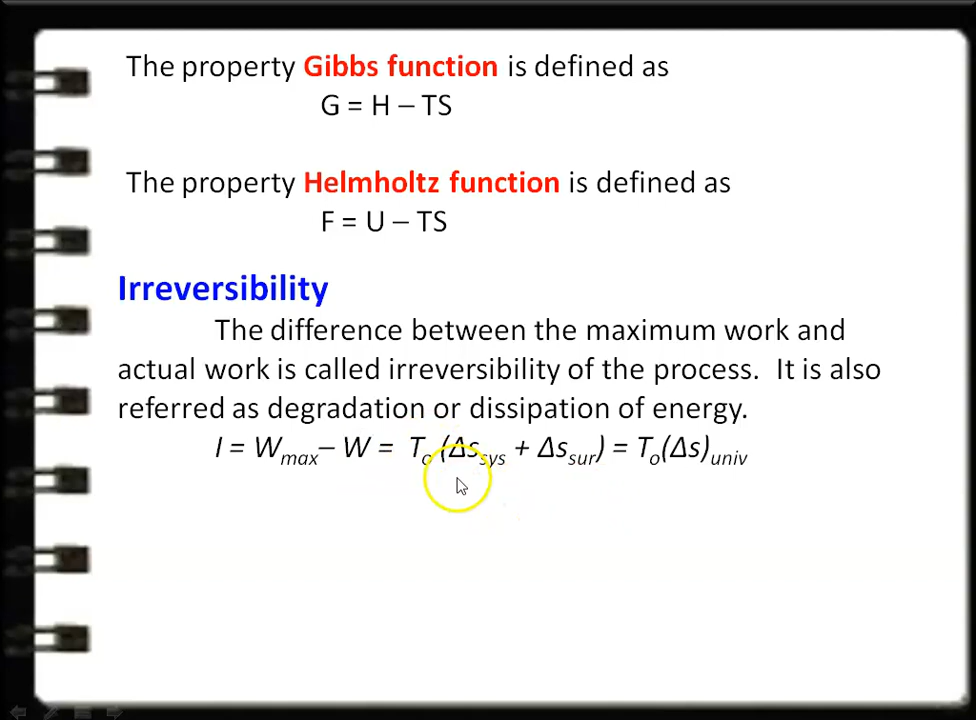 The property Gibbs function is defined as
G = H – TS
The property Helmholtz function is defined as
F = U – TS
Irreversibility
The difference between the maximum work and
actual work is called irreversibility of the process. It is also
referred as degradation or dissipation of energy.
I = Wmax– W = To (Δssys + Δssur) = To(Δs)univ